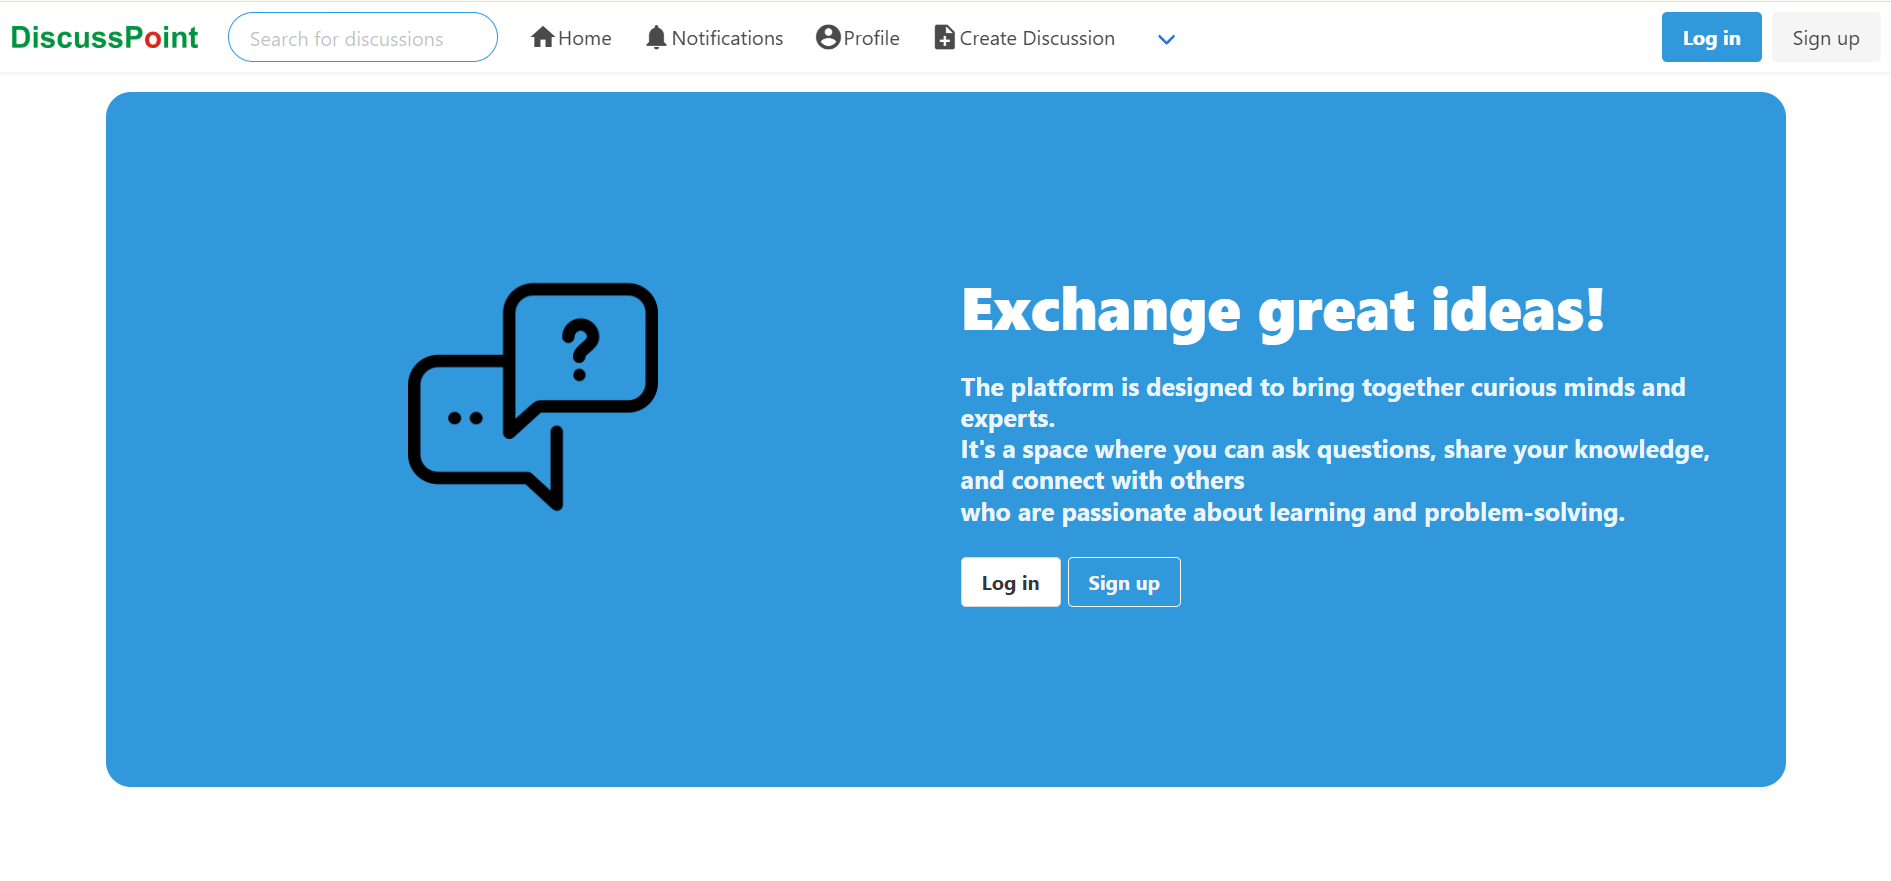 DiscussPoint
Search for discussions
Home
Notifications
Profile
Create Discussion
Log in
Sign up
?
Exchange great ideas!
The platform is designed to bring together curious minds and
experts.
It's a space where you can ask questions, share your knowledge,
and connect with others
who are passionate about learning and problem-solving.
Log in
Sign up